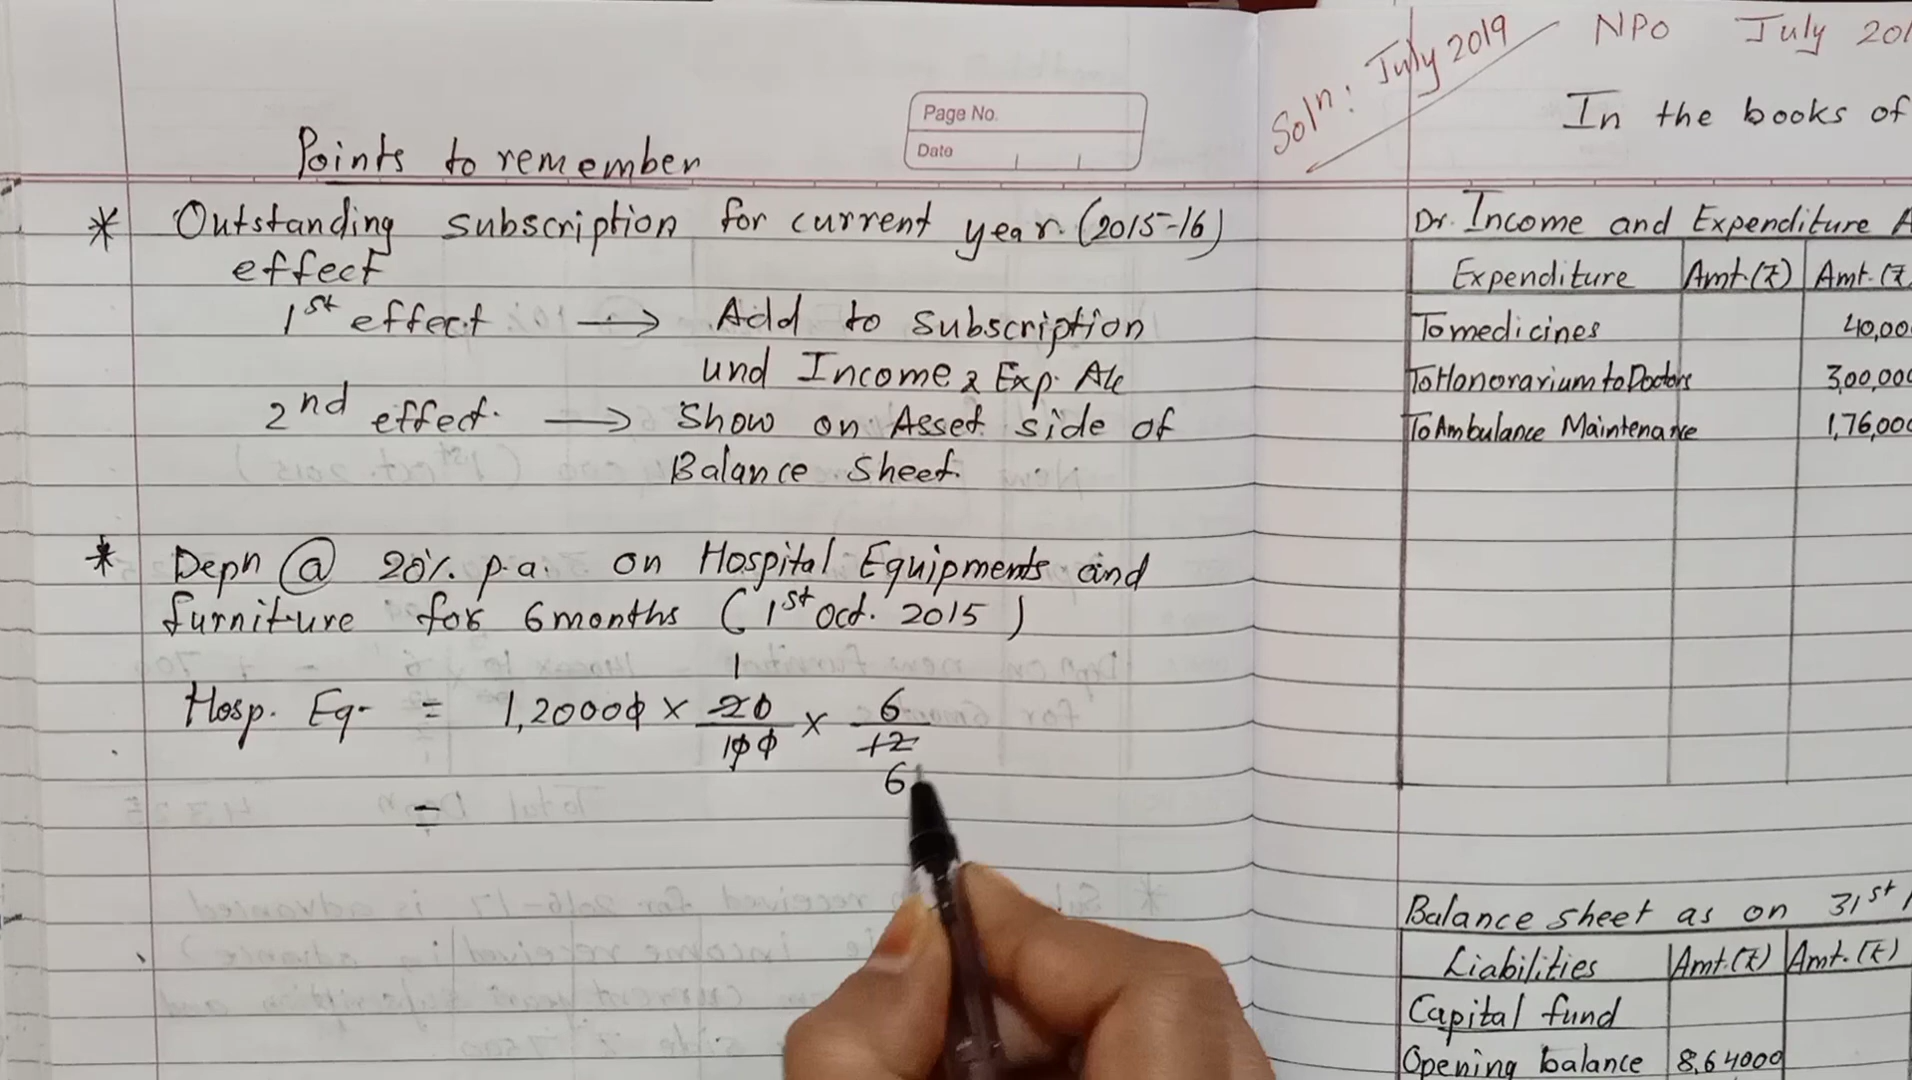 Points to remember
Page No.
Date
* Outstanding subscription for current year. (2015-16)
effect
1st effect → Add to Subscription
und Income & Exp. A/c
2nd effect. → Show on Asset side of
Balance Sheet.
* Depn @ 20%. p.a. on Hospital Equipments and
furniture for 6 months (1st Oct. 2015)
1
Hosp. Eq. = 1,20000 × 20/100 × 6/12
6
=
Soln: July 2019
NPO July 201
In the books of
Dr. Income and Expenditure A
Expenditure Amt.(₹) Amt.(₹
To medicines 40,00
To Honorarium to Doctors 3,00,000
To Ambulance Maintenance 1,76,000
Balance sheet as on 31st
Liabilities Amt.(₹) Amt.(₹)
Capital fund
Opening balance 8,64000